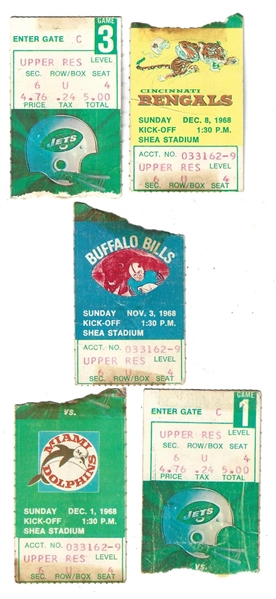 GAME
3
ENTER GATE C
UPPER RES LEVEL
SEC. ROW/BOX SEAT
6 U 4
PRICE TAX
4.76 .24 5.00
JETS
CINCINNATI
BENGALS
SUNDAY DEC. 8, 1968
KICK-OFF 1:30 P.M.
SHEA STADIUM
ACCT. NO. 033162-9
UPPER RES LEVEL
6 U 4
SEC. ROW/BOX SEAT
BUFFALO BILLS
SUNDAY NOV. 3, 1968
KICK-OFF 1:30 P.M.
SHEA STADIUM
ACCT. NO. 033162-9
UPPER RES LEVEL
6 U 4
SEC. ROW/BOX SEAT
VS.
MIAMI
DOLPHINS
SUNDAY DEC. 1, 1968
KICK-OFF 1:30 P.M.
SHEA STADIUM
ACCT. NO. 033162-9
UPPER RES LEVEL
6 U 4
SEC. ROW/BOX SEAT
GAME
1
ENTER GATE C
UPPER RES LEVEL
SEC. ROW/BOX SEAT
6 U 4
4.76 .24 5.00
PRICE TAX
JETS
VS.